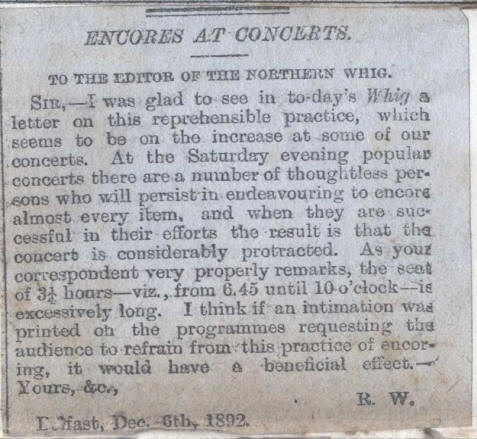 ENCORES AT CONCERTS.
TO THE EDITOR OF THE NORTHERN WHIG.
SIR,—I was glad to see in to-day's Whig a
letter on this reprehensible practice, which
seems to be on the increase at some of our
concerts. At the Saturday evening popular
concerts there are a number of thoughtless per-
sons who will persist in endeavouring to encore
almost every item, and when they are suc-
cessful in their efforts the result is that the
concert is considerably protracted. As your
correspondent very properly remarks, the seat
of 3¼ hours—viz., from 6.45 until 10 o'clock—is
excessively long. I think if an intimation was
printed on the programmes requesting the
audience to refrain from this practice of encor-
ing, it would have a beneficial effect.—
Yours, &c.,
R. W.
Belfast, Dec. 6th, 1892.